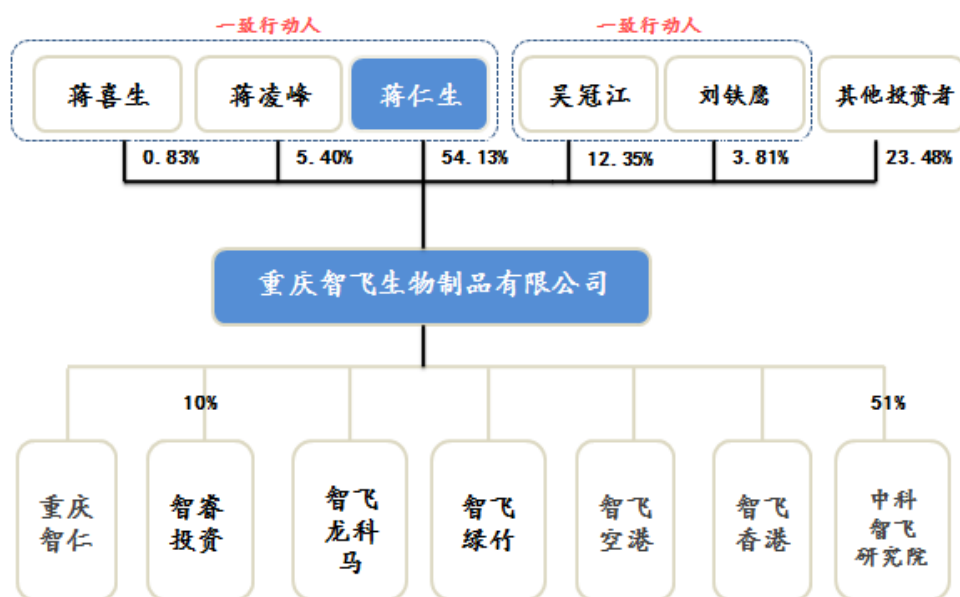 一致行动人
一致行动人
蒋喜生
蒋凌峰
蒋仁生
吴冠江
刘铁鹰
其他投资者
0.83%
5.40%
54.13%
12.35%
3.81%
23.48%
重庆智飞生物制品有限公司
10%
51%
重庆
智仁
智睿
投资
智飞
龙科
马
智飞
绿竹
智飞
空港
智飞
香港
中科
智飞
研究院